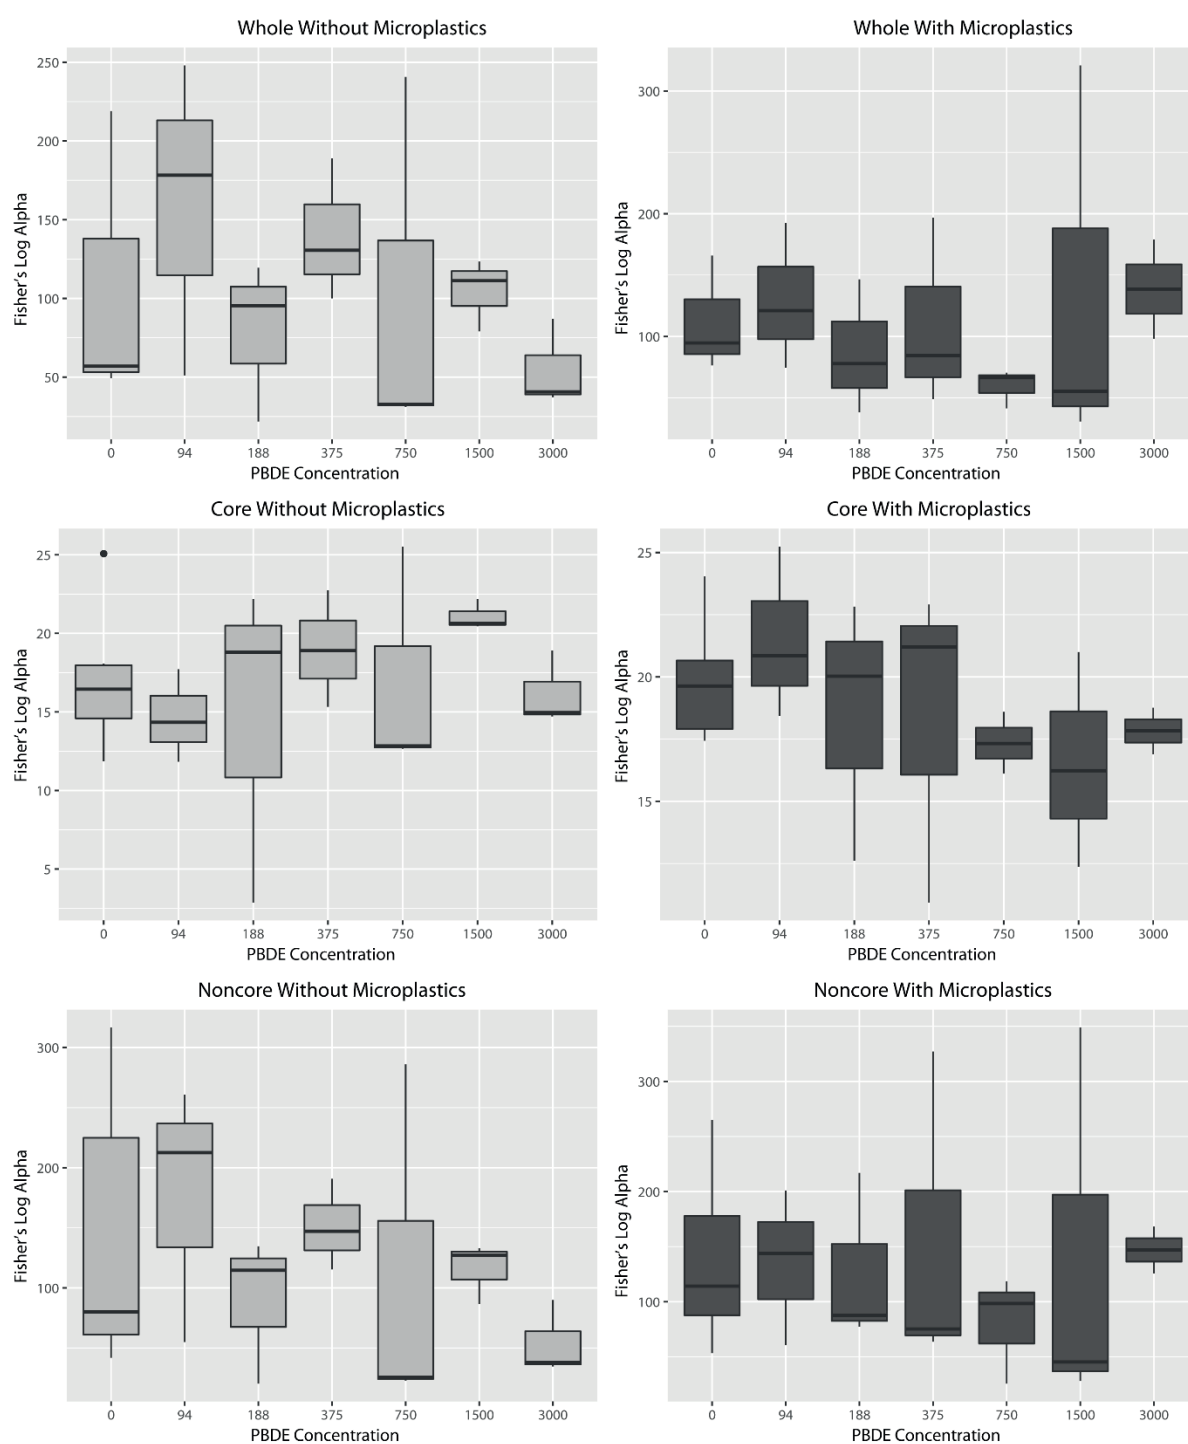 Whole Without Microplastics
Fisher's Log Alpha
250
200
150
100
50
0 94 188 375 750 1500 3000
PBDE Concentration
Whole With Microplastics
Fisher's Log Alpha
300
200
100
0 94 188 375 750 1500 3000
PBDE Concentration
Core Without Microplastics
Fisher's Log Alpha
25
20
15
10
5
0 94 188 375 750 1500 3000
PBDE Concentration
Core With Microplastics
Fisher's Log Alpha
25
20
15
0 94 188 375 750 1500 3000
PBDE Concentration
Noncore Without Microplastics
Fisher's Log Alpha
300
200
100
0 94 188 375 750 1500 3000
PBDE Concentration
Noncore With Microplastics
Fisher's Log Alpha
300
200
100
0 94 188 375 750 1500 3000
PBDE Concentration